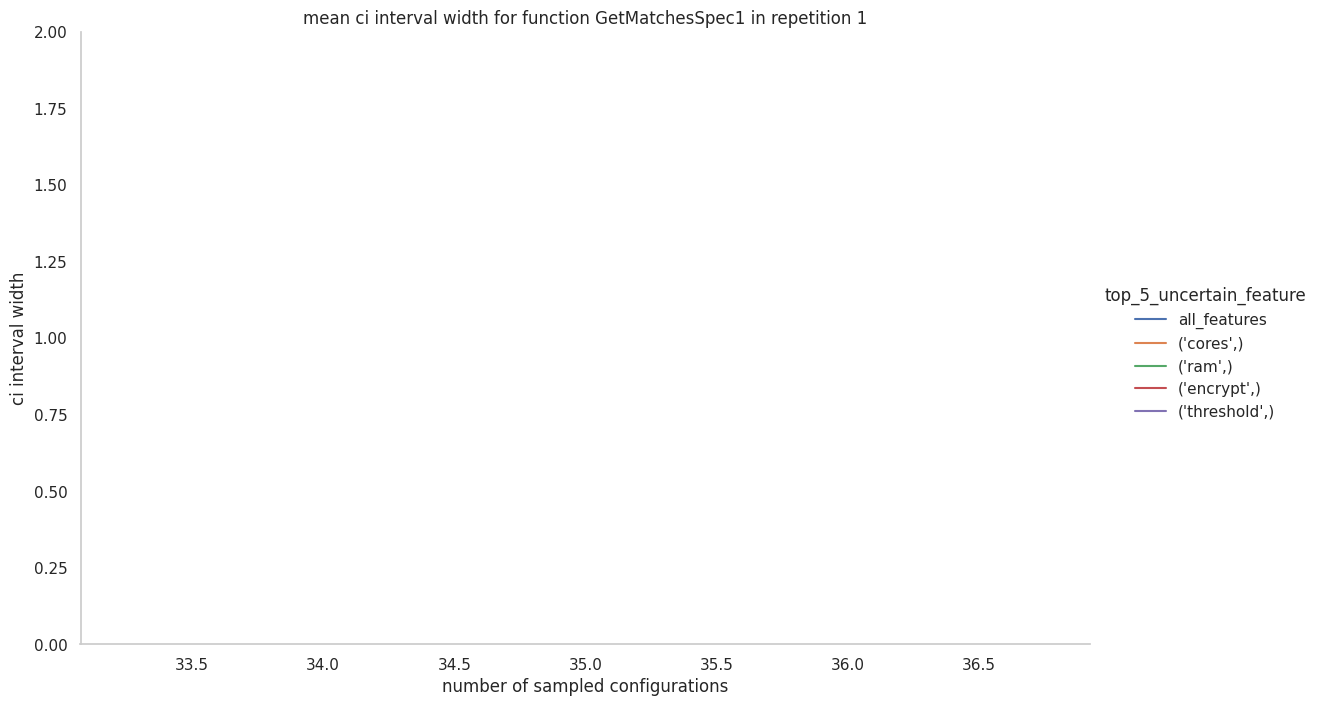 mean ci interval width for function GetMatchesSpec1 in repetition 1
2.00
1.75
1.50
1.25
1.00
0.75
0.50
0.25
0.00
ci interval width
33.5 34.0 34.5 35.0 35.5 36.0 36.5
number of sampled configurations
top_5_uncertain_feature
all_features
('cores',)
('ram',)
('encrypt',)
('threshold',)